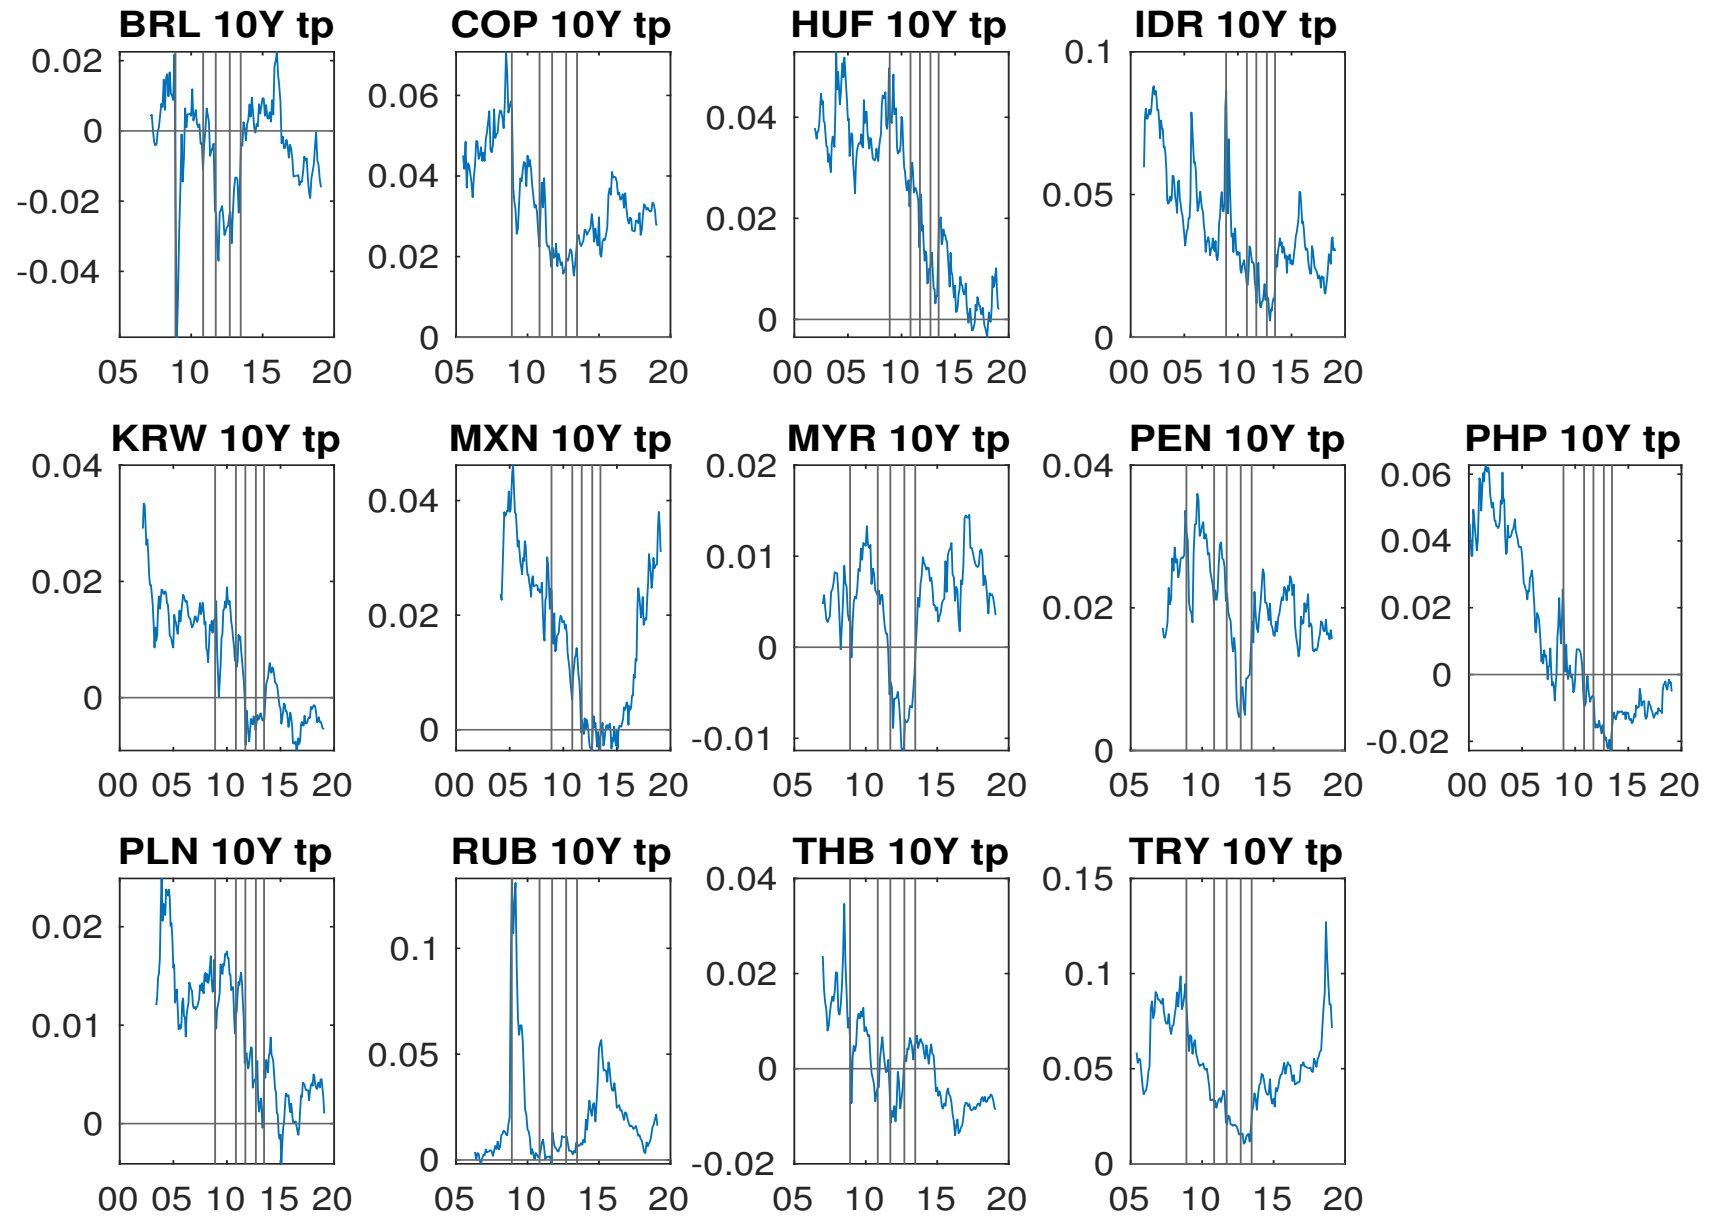 BRL 10Y tp COP 10Y tp HUF 10Y tp IDR 10Y tp
0.02 0 -0.02 -0.04
0.06 0.04 0.02 0
0.04 0.02 0
0.1 0.05 0
05 10 15 20 05 10 15 20 00 05 10 15 20 00 05 10 15 20
KRW 10Y tp MXN 10Y tp MYR 10Y tp PEN 10Y tp PHP 10Y tp
0.04 0.02 0
0.04 0.02 0
0.02 0.01 0 -0.01
0.04 0.02 0
0.06 0.04 0.02 0 -0.02
00 05 10 15 20 00 05 10 15 20 05 10 15 20 05 10 15 20 00 05 10 15 20
PLN 10Y tp RUB 10Y tp THB 10Y tp TRY 10Y tp
0.02 0.01 0
0.1 0.05 0
0.04 0.02 0 -0.02
0.15 0.1 0.05 0
00 05 10 15 20 05 10 15 20 05 10 15 20 05 10 15 20